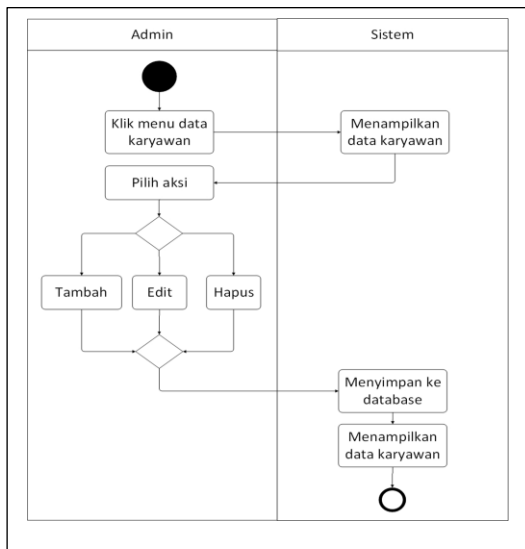 Admin
Sistem
Klik menu data
karyawan
Menampilkan
data karyawan
Pilih aksi
Tambah
Edit
Hapus
Menyimpan ke
database
Menampilkan
data karyawan